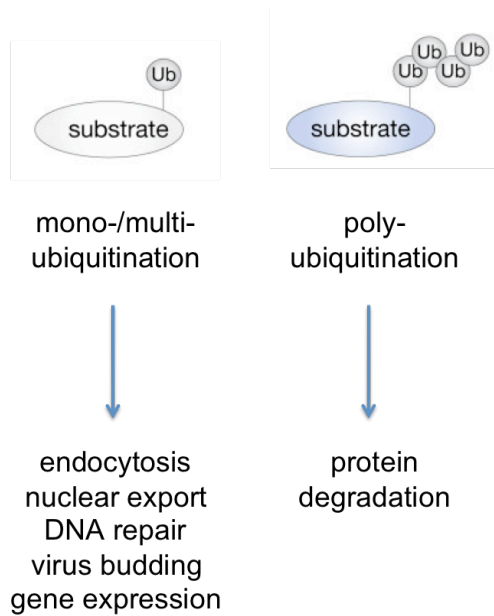 Ub
substrate
Ub
Ub
Ub
Ub
substrate
mono-/multi-
ubiquitination
poly-
ubiquitination
endocytosis
nuclear export
DNA repair
virus budding
gene expression
protein
degradation